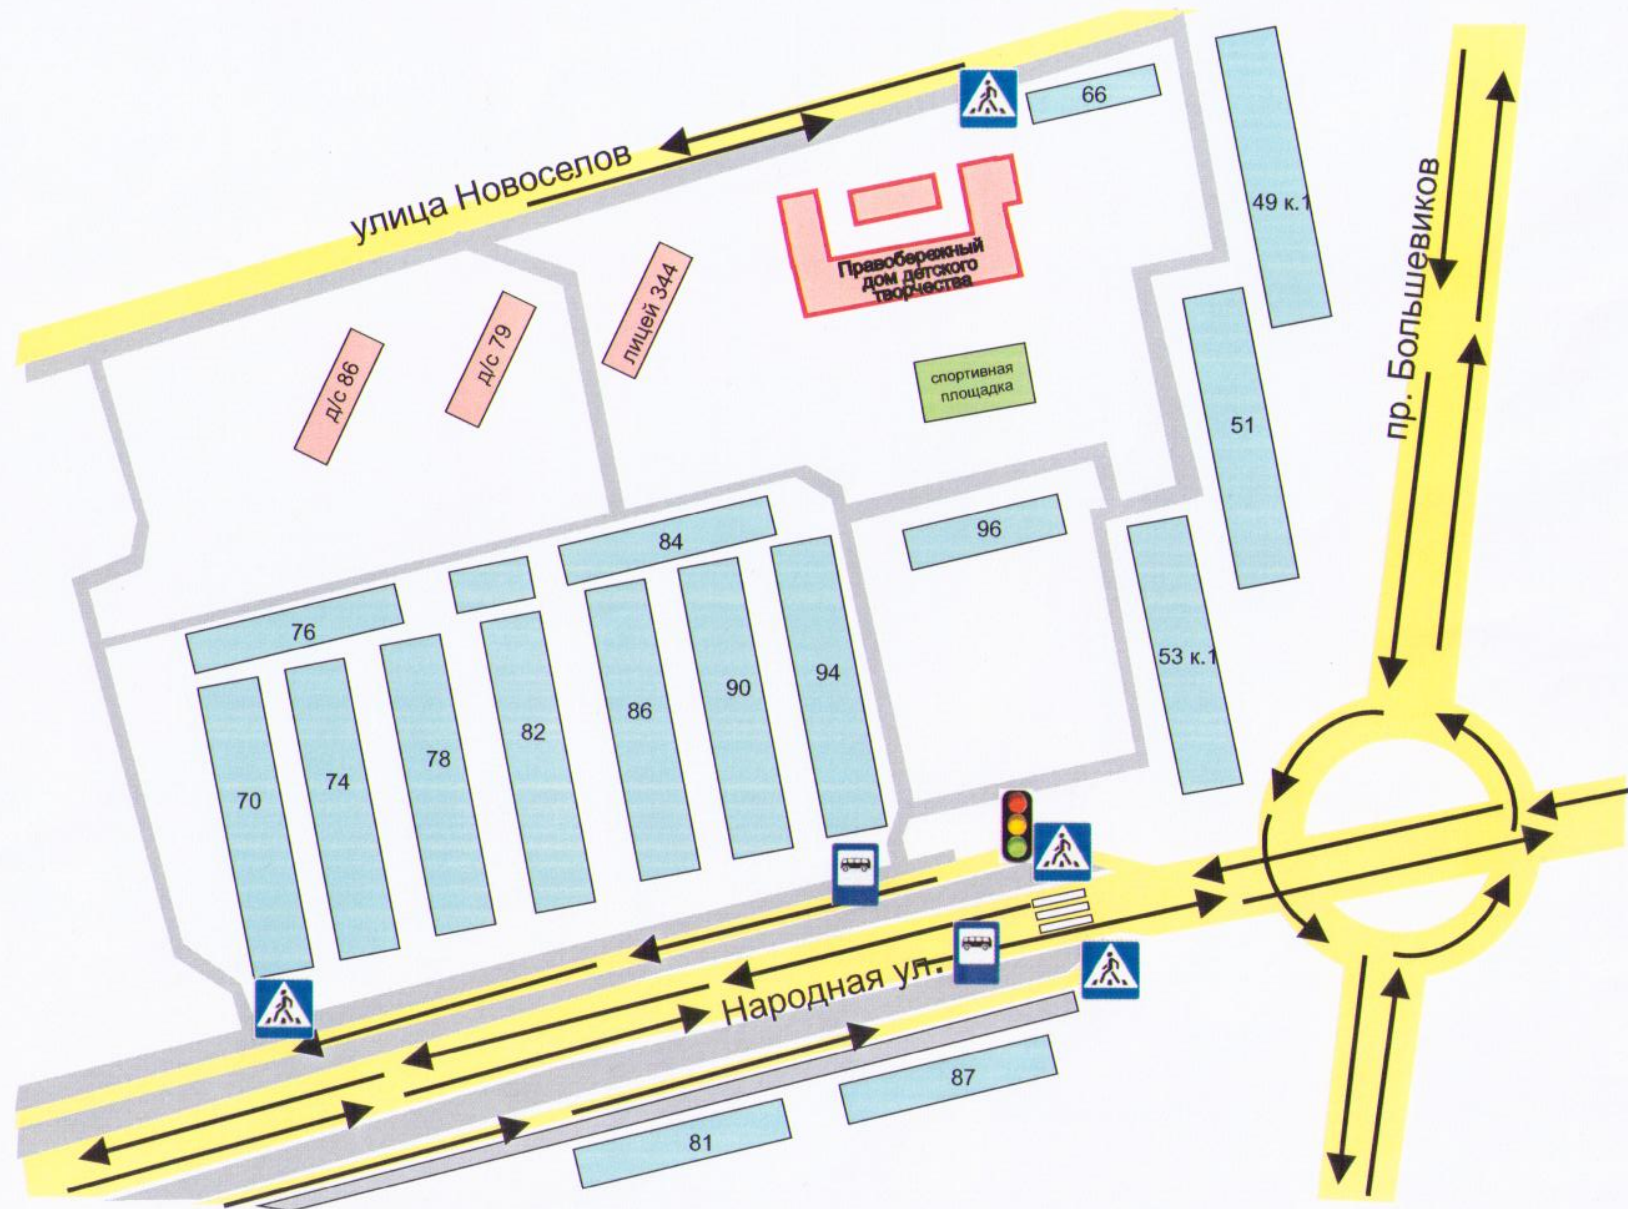 66
улица Новоселов
49 к.1
пр. Большевиков
Правобережный
дом детского
творчества
лицей 344
д/с 79
д/с 86
спортивная
площадка
51
96
84
76
53 к.1
94
90
86
82
78
74
70
Народная ул.
87
81